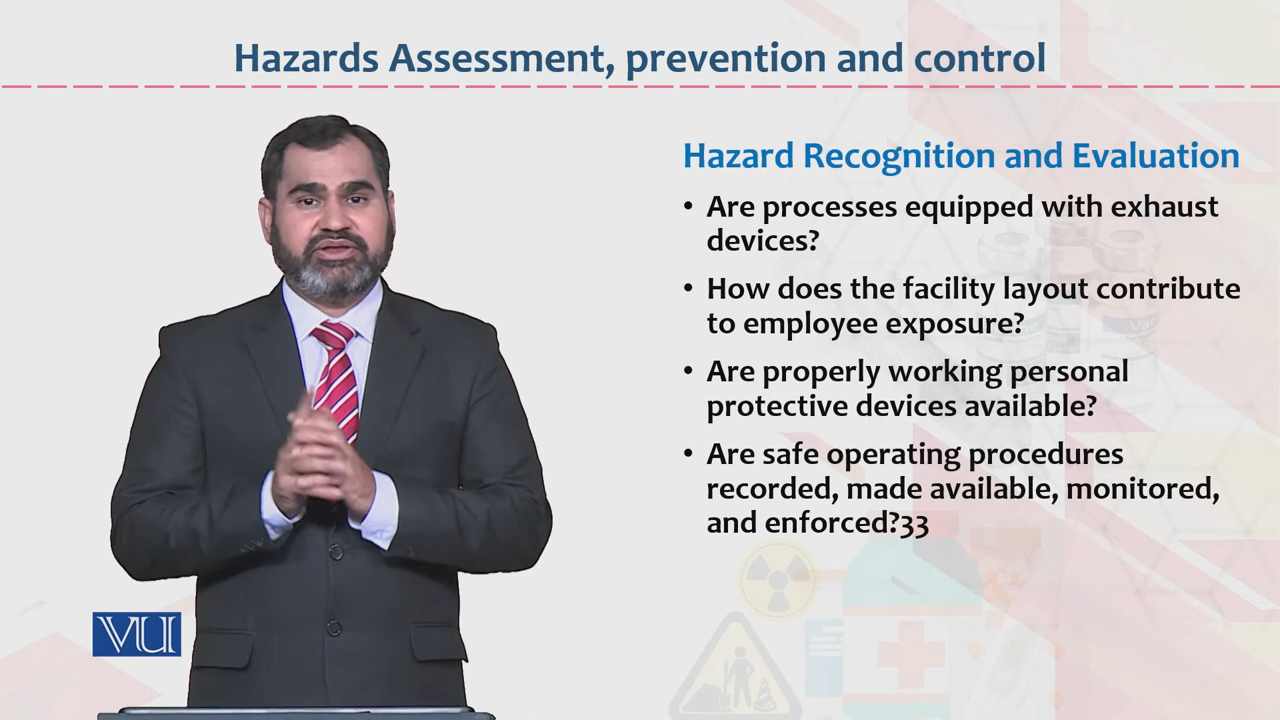 Hazards Assessment, prevention and control
Hazard Recognition and Evaluation
• Are processes equipped with exhaust
devices?
• How does the facility layout contribute
to employee exposure?
• Are properly working personal
protective devices available?
• Are safe operating procedures
recorded, made available, monitored,
and enforced?33
VU